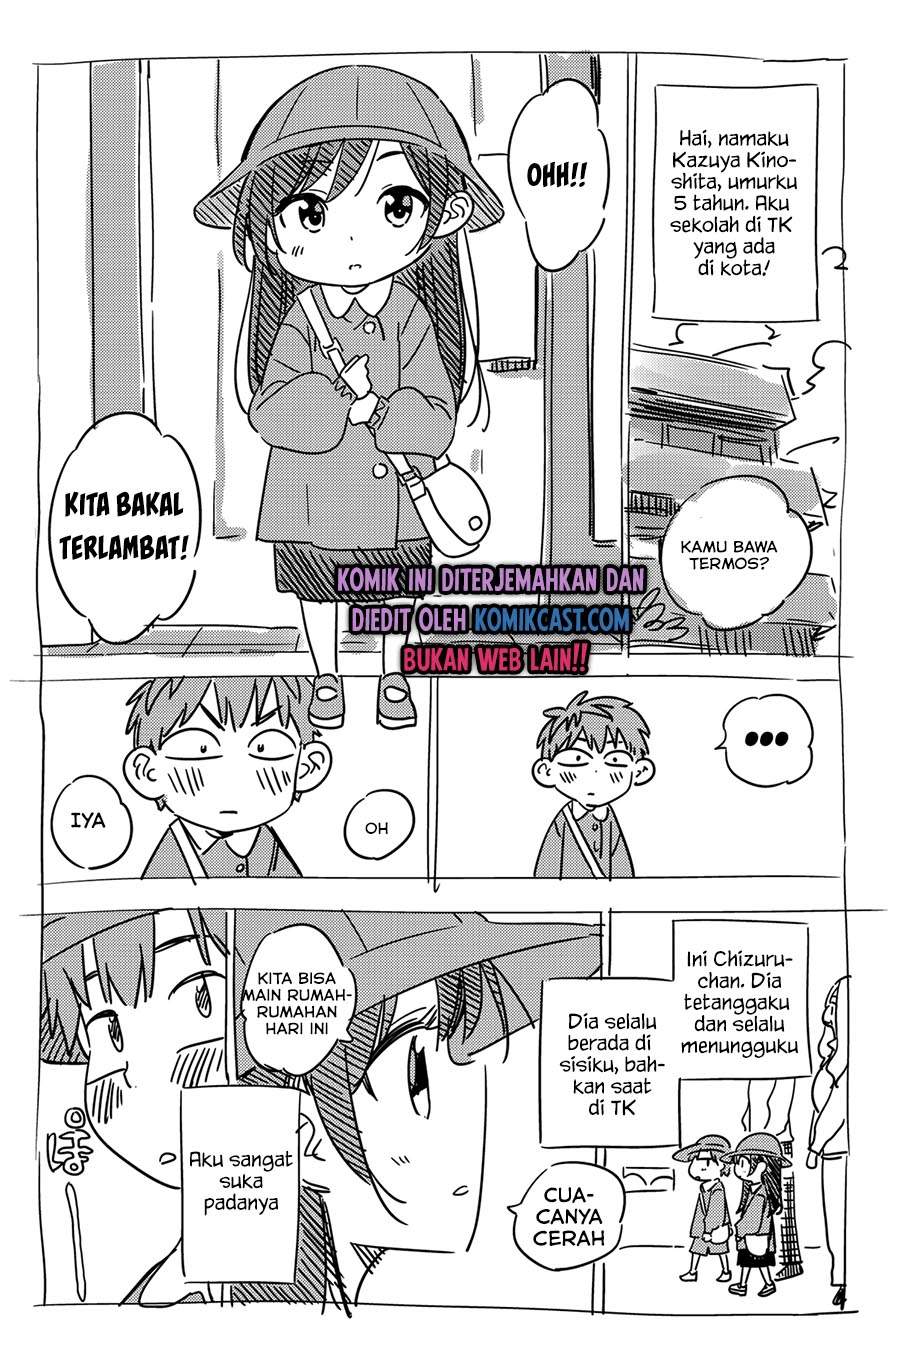 Hai, namaku
Kazuya Kino-
shita, umurku
5 tahun. Aku
sekolah di TK
yang ada
di kota!
KAMU BAWA
TERMOS?
OHH!!
KITA BAKAL
TERLAMBAT!
KOMIK INI DITERJEMAHKAN DAN
DIEDIT OLEH KOMIKCAST.COM
BUKAN WEB LAIN!!
...
OH
IYA
Ini Chizuru-
chan. Dia
tetanggaku
dan selalu
menungguku
Dia selalu
berada di
sisiku, bah-
kan saat
di TK
CUA-
CANYA
CERAH
KITA BISA
MAIN RUMAH-
RUMAHAN
HARI INI
Aku sangat
suka
padanya
ぽー